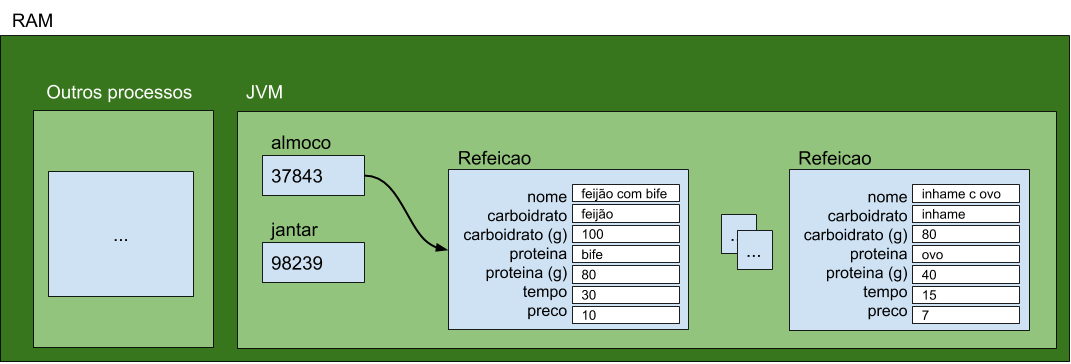 RAM
Outros processos
...
JVM
almoco
37843
jantar
98239
Refeicao
nome feijão com bife
carboidrato feijão
carboidrato (g) 100
proteina bife
proteina (g) 80
tempo 30
preco 10
...
...
Refeicao
nome inhame c ovo
carboidrato inhame
carboidrato (g) 80
proteina ovo
proteina (g) 40
tempo 15
preco 7